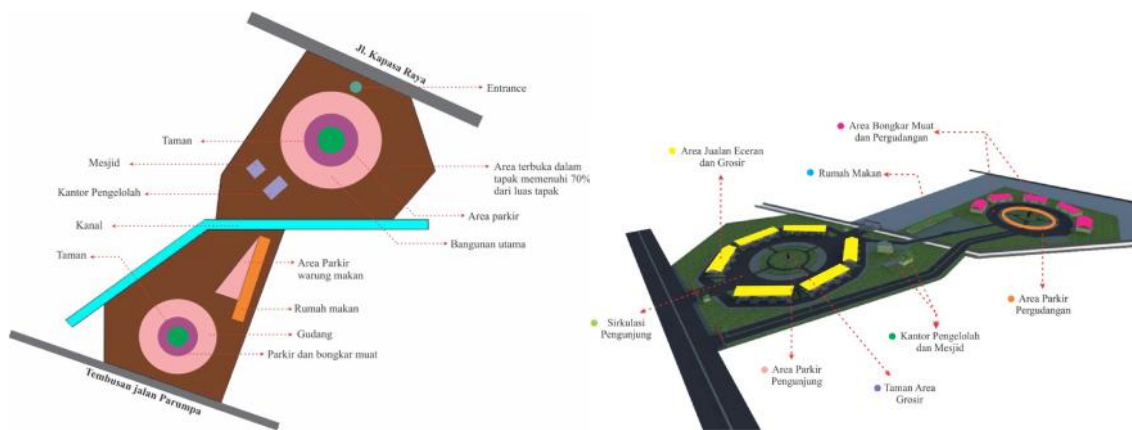 Jl. Kapasa Raya
Entrance
Taman
Mesjid
Kantor Pengelolah
Kanal
Taman
Area terbuka dalam
tapak memenuhi 70%
dari luas tapak
Area parkir
Bangunan utama
Area Parkir
warung makan
Rumah makan
Gudang
Parkir dan bongkar muat
Tembusan jalan Parumpa
Area Bongkar Muat
dan Pergudangan
Area Jualan Eceran
dan Grosir
Rumah Makan
Area Parkir
Pergudangan
Sirkulasi
Pengunjung
Kantor Pengelolah
dan Mesjid
Area Parkir
Pengunjung
Taman Area
Grosir